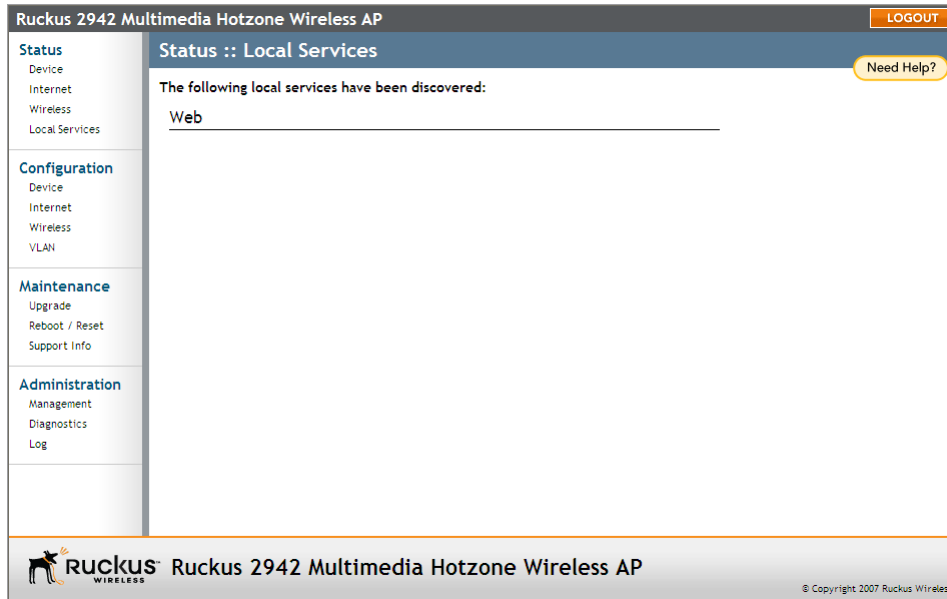 Ruckus 2942 Multimedia Hotzone Wireless AP
LOGOUT
Status
Device
Internet
Wireless
Local Services
Configuration
Device
Internet
Wireless
VLAN
Maintenance
Upgrade
Reboot / Reset
Support Info
Administration
Management
Diagnostics
Log
Status :: Local Services
Need Help?
The following local services have been discovered:
Web
Ruckus WIRELESS
Ruckus 2942 Multimedia Hotzone Wireless AP
© Copyright 2007 Ruckus Wireles